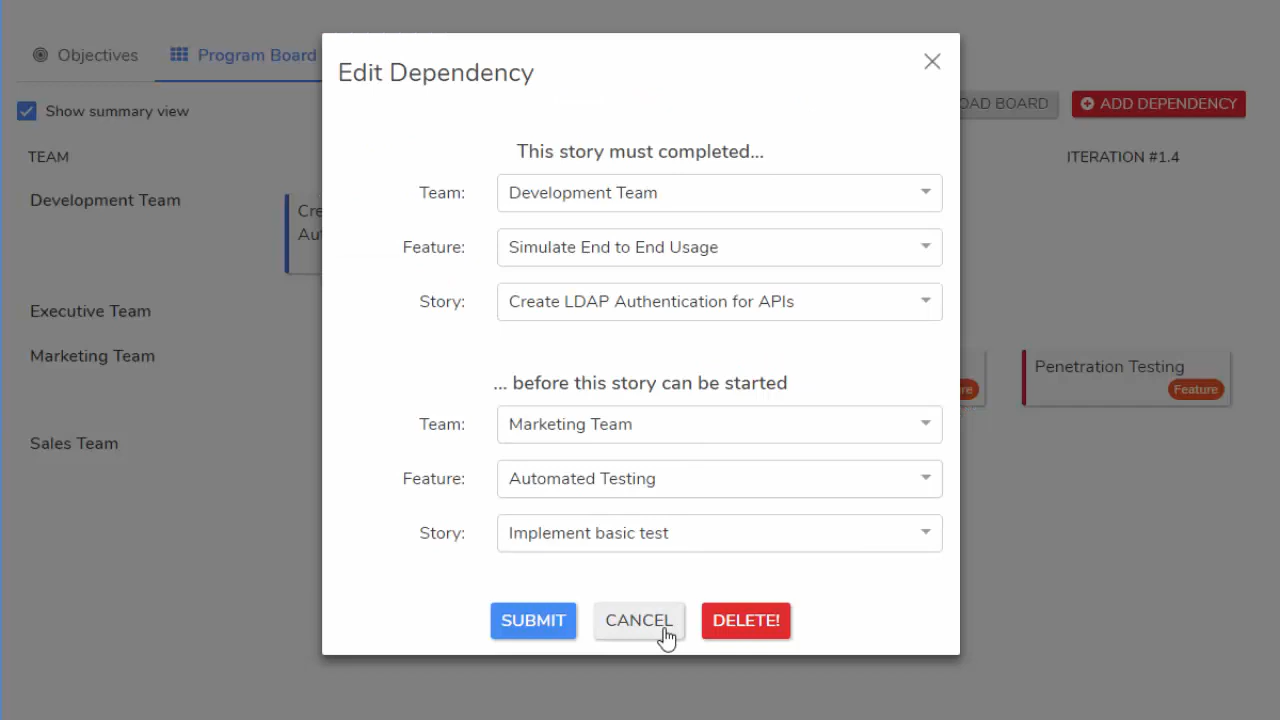 Objectives
Program Board
Show summary view
BOARD
ADD DEPENDENCY
TEAM
ITERATION #1.4
Development Team
Executive Team
Marketing Team
Penetration Testing
Feature
Sales Team
Edit Dependency
This story must completed...
Team: Development Team
Feature: Simulate End to End Usage
Story: Create LDAP Authentication for APIs
... before this story can be started
Team: Marketing Team
Feature: Automated Testing
Story: Implement basic test
SUBMIT
CANCEL
DELETE!